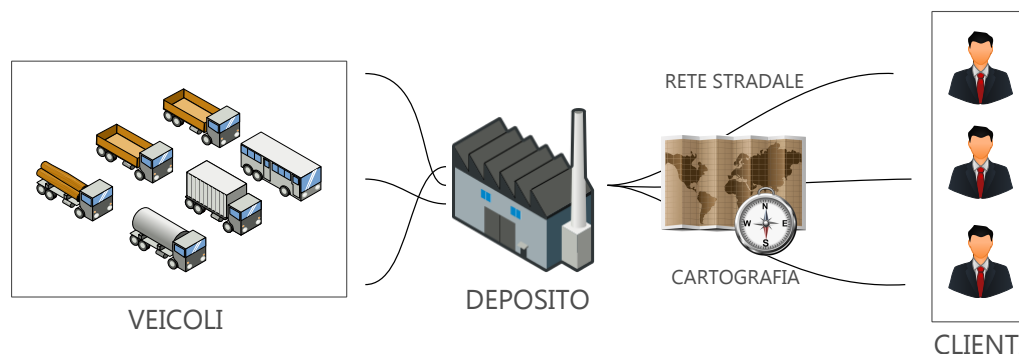 RETE STRADALE
N
W E
S
CARTOGRAFIA
VEICOLI
DEPOSITO
CLIENT